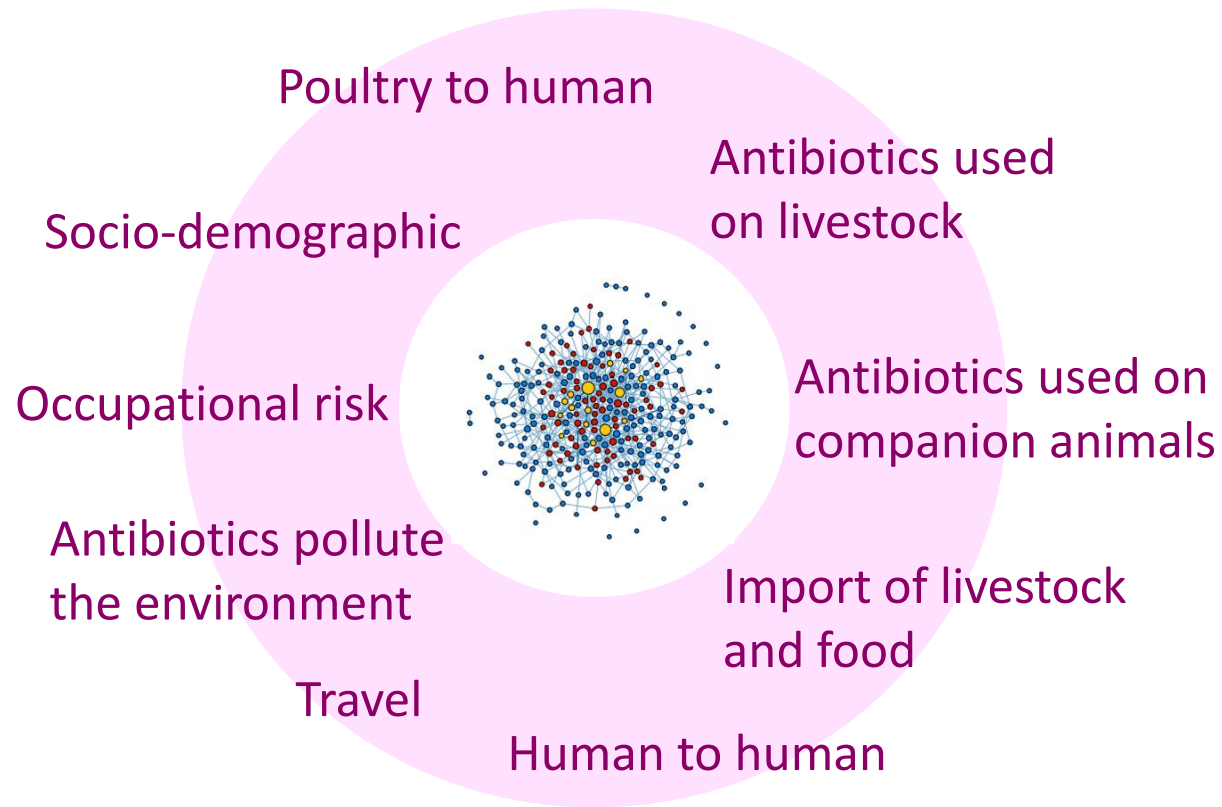 Poultry to human
Antibiotics used
on livestock
Socio-demographic
Antibiotics used on
companion animals
Occupational risk
Antibiotics pollute
the environment
Import of livestock
and food
Travel
Human to human